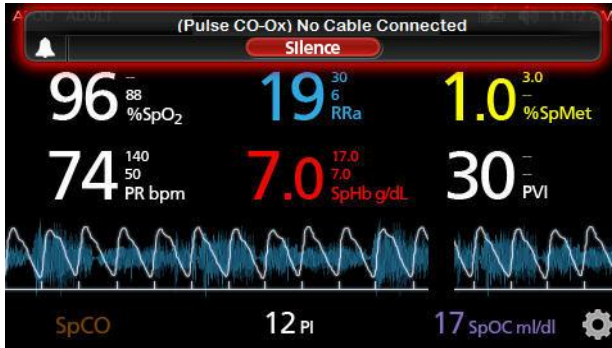 (Pulse CO-Ox) No Cable Connected
Silence
96 -- 88 %SpO2
19 30 6 RRa
1.0 3.0 -- %SpMet
74 140 50 PR bpm
7.0 17.0 7.0 SpHb g/dL
30 -- -- PVI
SpCO
12 PI
17 SpOC ml/dl